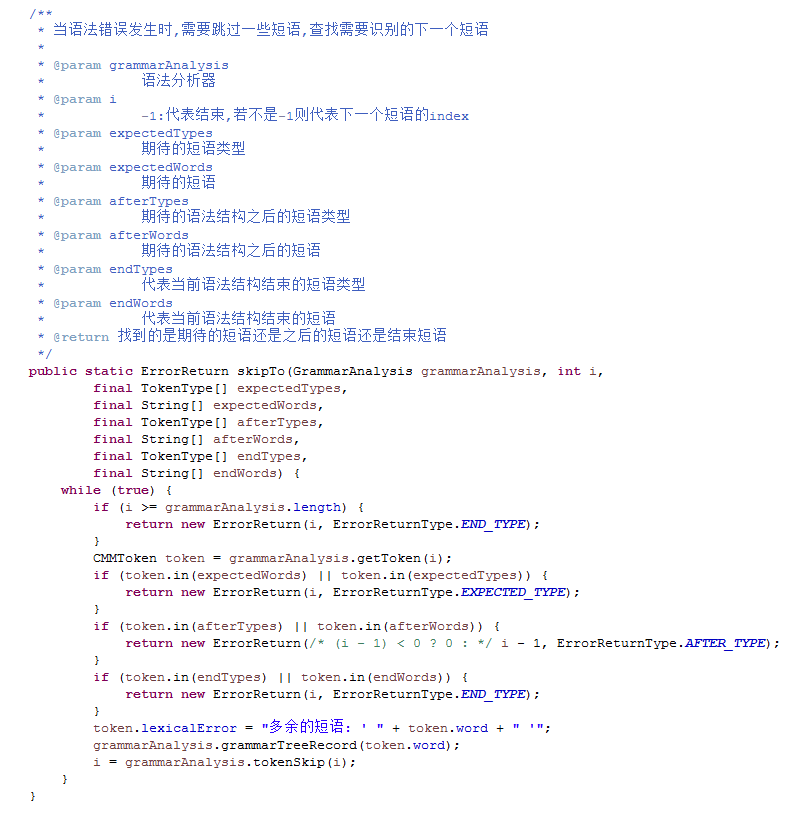 /**
 * 当语法错误发生时,需要跳过一些短语,查找需要识别的下一个短语
 *
 * @param grammarAnalysis
 *            语法分析器
 * @param i
 *            -1:代表结束,若不是-1则代表下一个短语的index
 * @param expectedTypes
 *            期待的短语类型
 * @param expectedWords
 *            期待的短语
 * @param afterTypes
 *            期待的语法结构之后的短语类型
 * @param afterWords
 *            期待的语法结构之后的短语
 * @param endTypes
 *            代表当前语法结构结束的短语类型
 * @param endWords
 *            代表当前语法结构结束的短语
 * @return 找到的是期待的短语还是之后的短语还是结束短语
 */
public static ErrorReturn skipTo(GrammarAnalysis grammarAnalysis, int i,
        final TokenType[] expectedTypes,
        final String[] expectedWords,
        final TokenType[] afterTypes,
        final String[] afterWords,
        final TokenType[] endTypes,
        final String[] endWords) {
    while (true) {
        if (i >= grammarAnalysis.length) {
            return new ErrorReturn(i, ErrorReturnType.END_TYPE);
        }
        CMMToken token = grammarAnalysis.getToken(i);
        if (token.in(expectedWords) || token.in(expectedTypes)) {
            return new ErrorReturn(i, ErrorReturnType.EXPECTED_TYPE);
        }
        if (token.in(afterTypes) || token.in(afterWords)) {
            return new ErrorReturn(/* (i - 1) < 0 ? 0 : */ i - 1, ErrorReturnType.AFTER_TYPE);
        }
        if (token.in(endTypes) || token.in(endWords)) {
            return new ErrorReturn(i, ErrorReturnType.END_TYPE);
        }
        token.lexicalError = "多余的短语: ' " + token.word + " '";
        grammarAnalysis.grammarTreeRecord(token.word);
        i = grammarAnalysis.tokenSkip(i);
    }
}